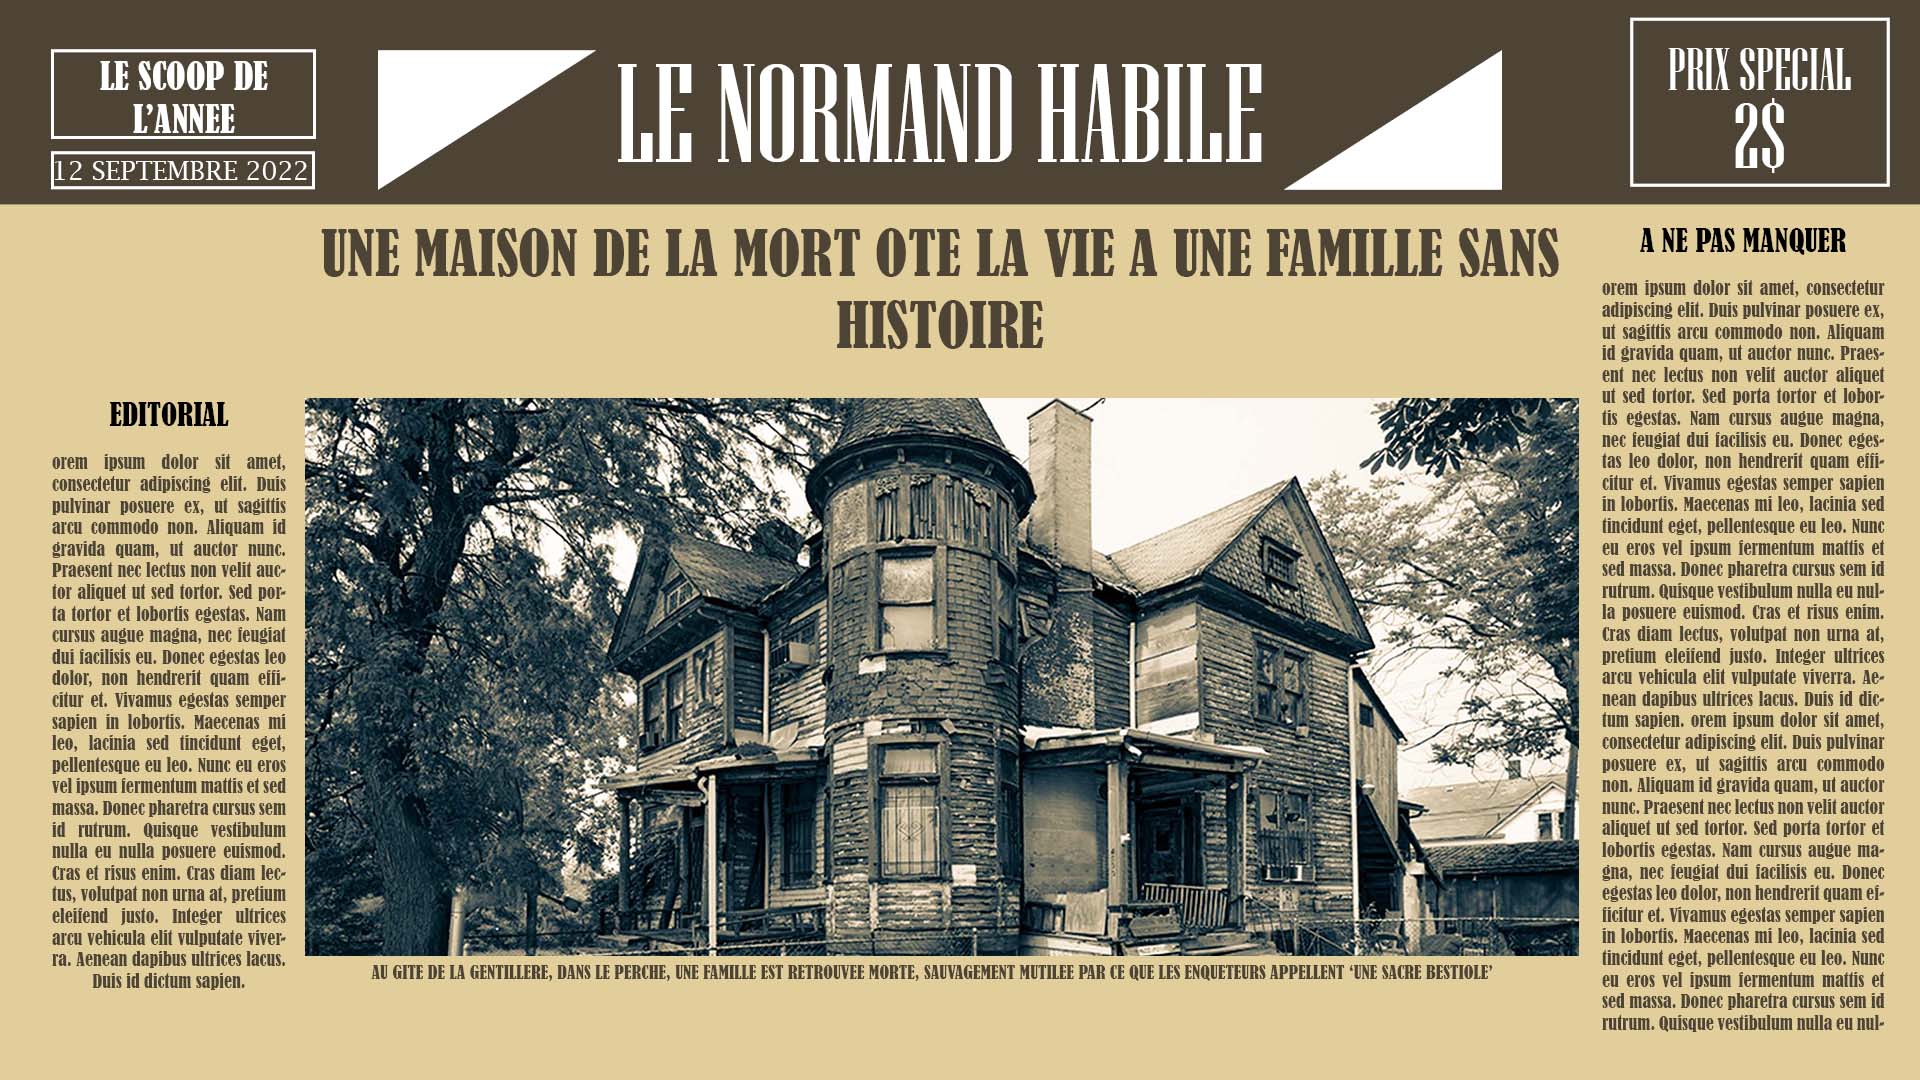 LE SCOOP DE
L'ANNEE
12 SEPTEMBRE 2022
LE NORMAND HABILE
PRIX SPECIAL
2$
UNE MAISON DE LA MORT OTE LA VIE A UNE FAMILLE SANS
HISTOIRE
EDITORIAL
orem ipsum dolor sit amet,
consectetur adipiscing elit. Duis
pulvinar posuere ex, ut sagittis
arcu commodo non. Aliquam id
gravida quam, ut auctor nunc.
Praesent nec lectus non velit auc-
tor aliquet ut sed tortor. Sed por-
ta tortor et lobortis egestas. Nam
cursus augue magna, nec feugiat
dui facilisis eu. Donec egestas leo
dolor, non hendrerit quam effi-
citur et. Vivamus egestas semper
sapien in lobortis. Maecenas mi
leo, lacinia sed tincidunt eget,
pellentesque eu leo. Nunc eu eros
vel ipsum fermentum mattis et sed
massa. Donec pharetra cursus sem
id rutrum. Quisque vestibulum
nulla eu nulla posuere euismod.
Cras et risus enim. Cras diam lec-
tus, volutpat non urna at, pretium
eleifend justo. Integer ultrices
arcu vehicula elit vulputate viver-
ra. Aenean dapibus ultrices lacus.
Duis id dictum sapien.
AU GITE DE LA GENTILLERE, DANS LE PERCHE, UNE FAMILLE EST RETROUVEE MORTE, SAUVAGEMENT MUTILEE PAR CE QUE LES ENQUETEURS APPELLENT ‘UNE SACRE BESTIOLE’
A NE PAS MANQUER
orem ipsum dolor sit amet, consectetur
adipiscing elit. Duis pulvinar posuere ex,
ut sagittis arcu commodo non. Aliquam
id gravida quam, ut auctor nunc. Praes-
ent nec lectus non velit auctor aliquet
ut sed tortor. Sed porta tortor et lobor-
tis egestas. Nam cursus augue magna,
nec feugiat dui facilisis eu. Donec eges-
tas leo dolor, non hendrerit quam effi-
citur et. Vivamus egestas semper sapien
in lobortis. Maecenas mi leo, lacinia sed
tincidunt eget, pellentesque eu leo. Nunc
eu eros vel ipsum fermentum mattis et
sed massa. Donec pharetra cursus sem id
rutrum. Quisque vestibulum nulla eu nul-
la posuere euismod. Cras et risus enim.
Cras diam lectus, volutpat non urna at,
pretium eleifend justo. Integer ultrices
arcu vehicula elit vulputate viverra. Ae-
nean dapibus ultrices lacus. Duis id dic-
tum sapien. orem ipsum dolor sit amet,
consectetur adipiscing elit. Duis pulvinar
posuere ex, ut sagittis arcu commodo
non. Aliquam id gravida quam, ut auctor
nunc. Praesent nec lectus non velit auctor
aliquet ut sed tortor. Sed porta tortor et
lobortis egestas. Nam cursus augue ma-
gna, nec feugiat dui facilisis eu. Donec
egestas leo dolor, non hendrerit quam ef-
ficitur et. Vivamus egestas semper sapien
in lobortis. Maecenas mi leo, lacinia sed
tincidunt eget, pellentesque eu leo. Nunc
eu eros vel ipsum fermentum mattis et
sed massa. Donec pharetra cursus sem id
rutrum. Quisque vestibulum nulla eu nul-